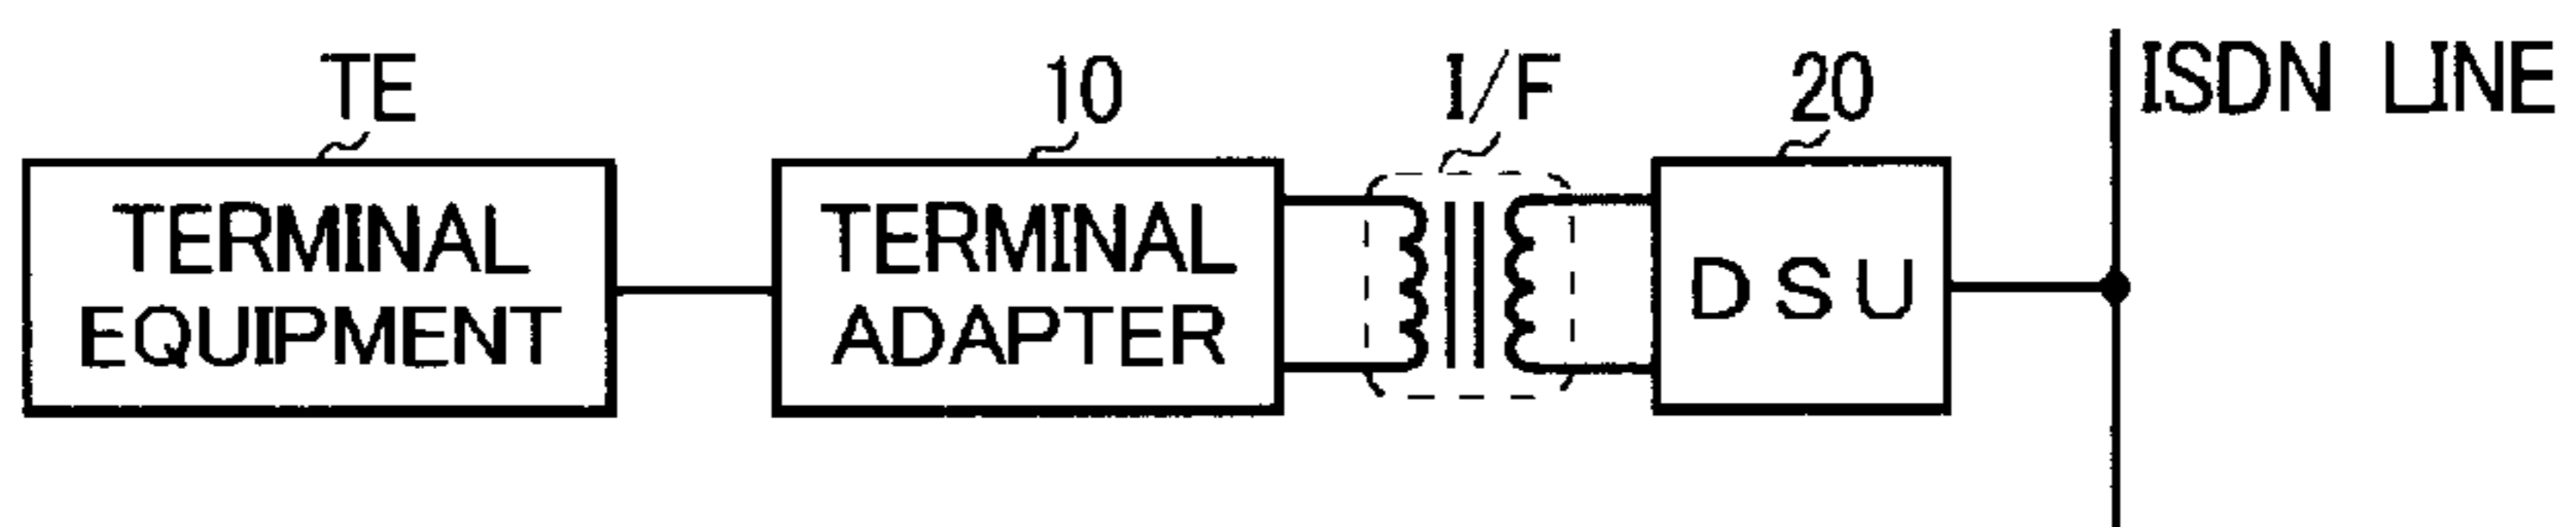 TE
10
I/F
20
ISDN LINE
TERMINAL
EQUIPMENT
TERMINAL
ADAPTER
DSU